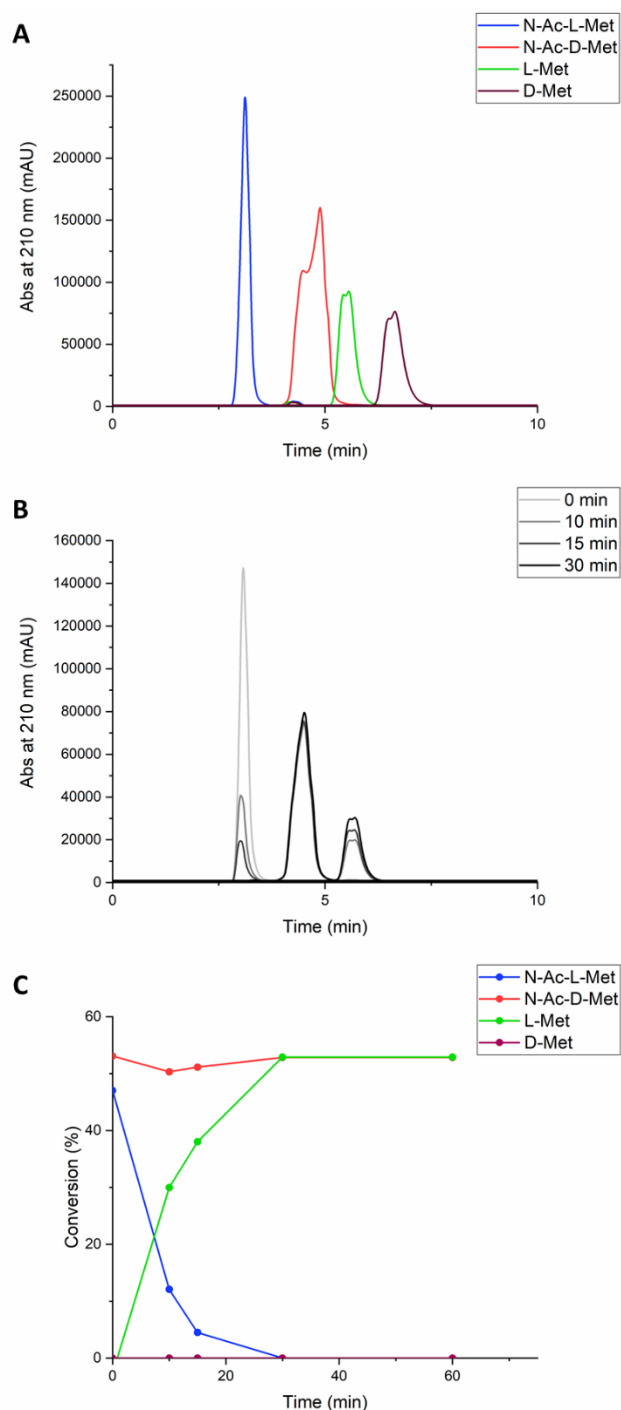 A
N-Ac-L-Met
N-Ac-D-Met
L-Met
D-Met
250000
200000
150000
100000
50000
0
Abs at 210 nm (mAU)
0
5
10
Time (min)
B
0 min
10 min
15 min
30 min
160000
140000
120000
100000
80000
60000
40000
20000
0
Abs at 210 nm (mAU)
0
5
10
Time (min)
C
N-Ac-L-Met
N-Ac-D-Met
L-Met
D-Met
60
40
20
0
Conversion (%)
0
20
40
60
Time (min)